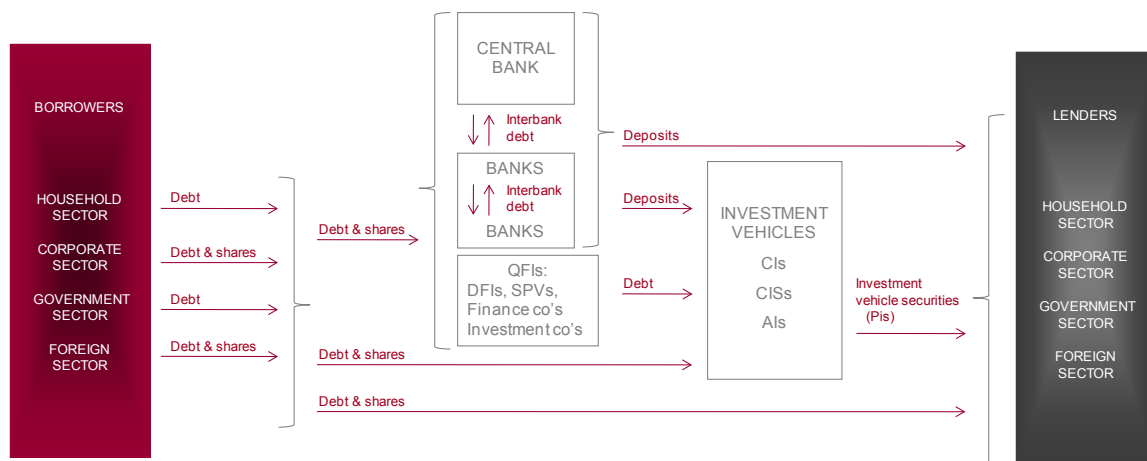 BORROWERS
HOUSEHOLD
SECTOR
CORPORATE
SECTOR
GOVERNMENT
SECTOR
FOREIGN
SECTOR
Debt
Debt & shares
Debt
Debt & shares
Debt & shares
Debt & shares
Debt & shares
CENTRAL
BANK
Interbank
debt
BANKS
Interbank
debt
BANKS
QFIs:
DFIs, SPVs,
Finance co's
Investment co's
Deposits
Deposits
Debt
INVESTMENT
VEHICLES
CIs
CISs
AIs
Investment
vehicle securities
(Pis)
LENDERS
HOUSEHOLD
SECTOR
CORPORATE
SECTOR
GOVERNMENT
SECTOR
FOREIGN
SECTOR